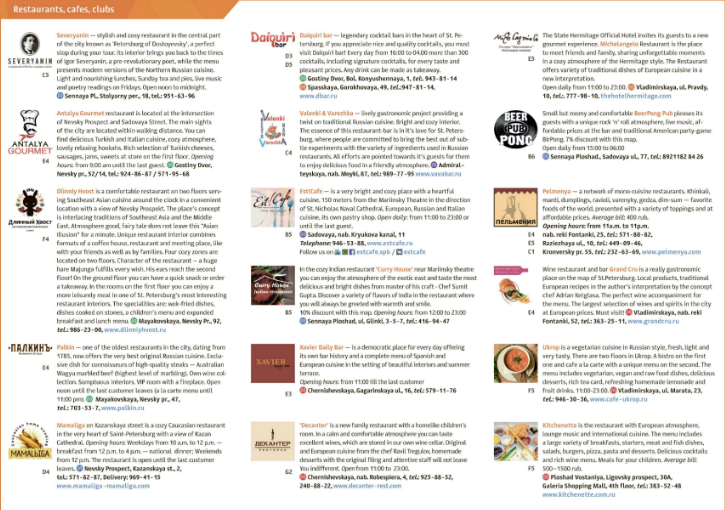 Restaurants, cafes, clubs
SEVERYANIN
C5
Severyanin — stylish and cosy restaurant in the central part
of the city known as 'Petersburg of Dostoyevsky', a perfect
stop during your tour. Its interior brings you back to the times
of Igor Severyanin, a pre-revolutionary poet, while the menu
presents modern versions of the Northern Russian cuisine.
Light and nourishing lunches, Sunday tea and pies, live music
and poetry readings on Fridays. Open noon to midnight.
Sennaya Pl., Stolyarny per., 18, tel.: 951-63-96
ANTALYA
GOURMET
E4
Antalya Gourmet restaurant is located at the intersection
of Nevsky Prospect and Sadovaya Street. The main sights
of the city are located within walking distance. You can
find delicious Turkish and Italian cuisine, cozy atmosphere,
lovely relaxing hookahs. Rich selection of Turkish cheeses,
sausages, jams, sweets at store on the first floor. Opening
hours: from 9:00 am until the last guest. Gostiny Dvor,
Nevsky pr., 52/14, tel.: 924-86-87 / 571-95-68
Длинный Хвост
F4
Dlinniy Hvost is a comfortable restaurant on two floors serv-
ing Southeast Asian cuisine around the clock in a convenient
location with a view of Nevsky Prospect. The place's concept
is interlacing traditions of Southeast Asia and the Middle
East. Atmosphere good, fairy tale does not leave this "Asian
Illusion" for a minute. Unique restaurant interior combines
formats of a coffee house, restaurant and meeting place, like
with your friends as well as by families. Four cozy zones are
located on two floors. Character of the restaurant — a huge
hare Majunga fulfills every wish. His ears reach the second
floor! On the ground floor you can have a quick snack or order
a takeaway. In the rooms on the first floor you can enjoy a
more leisurely meal in one of St. Petersburg's most interesting
restaurant interiors. The specialities are: wok-fried dishes,
dishes cooked on stones, a children's menu and expanded
breakfast and lunch menu. Mayakovskaya, Nevsky Pr., 92,
tel.: 986-23-00, www.dlinniyhvost.ru
ПАЛКИНЪ
F4
Palkin — one of the oldest restaurants in the city, dating from
1785, now offers the very best original Russian cuisine. Exclu-
sive dish for connoisseurs of high-quality steaks — Australian
Wagyu marbled beef (highest level of marbling). Own wine col-
lection. Sumptuous interiors. VIP room with a fireplace. Open
noon until the last customer leaves (a la carte menu until
11:00 pm) Mayakovskaya, Nevsky pr., 47,
tel.: 703-53-7, www.palkin.ru
МАМАЛЫGА
D4
Mamaliga on Kazanskaya street is a cozy Caucasian restaurant
in the very heart of Saint-Petersburg with a view of Kazan
Cathedral. Opening hours: Weekdays from 10 am. to 12 p.m. —
breakfast from 12 p.m. to 4 p.m. — national dinner; Weekends
from 12 pm. The restaurant is open until the last customer
leaves. Nevsky Prospect, Kazanskaya st., 2,
tel.: 571-82-87, Delivery: 969-41-15
www.mamaliga-mamaliga.com
Daiquiri
bar
D3
D5
Daiquiri bar — legendary cocktail bars in the heart of St. Pe-
tersburg. If you appreciate nice and quality cocktails, you must
visit Daiquiri bar! Every day from 16:00 to 04:00 more than 300
cocktails, including signature cocktails, for every taste and
pleasant prices. Any drink can be made as takeaway.
Gostiny Dvor, Bol. Konyushennaya, 1, tel. 943-81-14
Spasskaya, Gorokhovaya, 49, tel.:947-81-14,
www.dbar.ru
Valenki
Varezhka
C4
Valenki & Varezhka — lively gastronomic project providing a
view on traditional Russian cuisine. Bright and cozy interior.
The essence of this restaurant-bar is in it's love for St. Peters-
burg, where people are committed to bring the best out of sub-
tle experiments with the variety of ingredients used in Russian
restaurants. All efforts are pointed towards it's guests for them
to enjoy delicious food in a friendly atmosphere. Admiral-
teyskaya, nab. Moyki, 87, tel.: 989-77-95 www.vavabar.ru
EstCafe
B5
EstCafe — is a very bright and cozy place with a heartful
cuisine. 150 meters from the Mariinsky Theatre in the direction
of St. Nicholas Naval Cathedral. European, Russian and Italian
cuisine, its own pastry shop. Open daily: from 11:00 to 23:00 or
until the last guest.
Sadovaya, nab. Kryukova kanal, 11
Telephone: 946-53-88, www.estcafe.ru
Follow us on estcafe.spb / estcafe
Curry House
Indian restaurant
B5
In the cozy Indian restaurant 'Curry House' near Mariinsky theatre
you can enjoy the atmosphere of the exotic east and taste the most
delicious and bright dishes from master of his craft - Chef Sumit
Gupta. Discover a variety of flavors of India in the restaurant where
you will always be greeted with warmth and smile.
10% discount with this map. Opening hours: from 12:00 to 23:00
Sennaya Ploshad, ul. Glinki, 3-5-7, tel.: 416-94-47
XAVIER
E3
Xavier Daily Bar — is a democratic place for every day offering
its own bar history and a complete menu of Spanish and
European cuisine in the setting of beautiful interiors and summer
terrace.
Opening hours: from 11:00 till the last customer
Chernishevskaya, Gagarinskaya ul., 16, tel.: 579-11-76
ДЕКАНТЕР
G2
'Decanter' is a new family restaurant with a homelike children's
room. In a calm and comfortable atmosphere you can taste
excellent wines, which are stored in our own wine cellar. Original
and European cuisine from the chef Raoil Tregulov, homemade
desserts with the original filing and attentive staff will not leave
You indifferent. Open from 11:00 to 23:00.
Chernishevskaya, nab. Robespiera, 4, tel.: 925-88-32,
240-88-22, www.decanter-rest.com
E5
The State Hermitage Official Hotel invites its guests to a new
gourmet experience. Michelangelo Restaurant is the place
to meet friends and family, sharing unforgettable moments
in a cozy atmosphere of the Hermitage style. The Restaurant
offers variety of traditional dishes of European cuisine in a
new interpretation.
Open daily from 11:00 to 23:00. Vladimirskaya, ul. Pravdy,
10, tel.: 777-98-10, thehotelhermitage.com
BEER
PUB
PONG
B6
Small but roomy and comfortable BeerPong Pub pleases its
guests with a unique rock 'n' roll atmosphere, live music, af-
fordable prices at the bar and traditional American party-game
BirPong. 7% discount with this map.
Open daily from 15:00 to 06:00
Sennaya Ploshad., Sadovaya ul., 77, tel.: 8921182 84 26
пельмения
E4
E5
C1
Pelmenya — a network of mono-cuisine restaurants. Khinkali,
manti, dumplings, ravioli, varenyky, gedza, dim-sum — favorite
foods of the world, presented with a variety of toppings and at
affordable prices. Average bill: 400 rub.
Opening hours: from 11a.m. to 11p.m.
nab. reki Fontanki, 25, tel.: 571-80-82,
Raziezhaya ul., 10, tel.: 449-09-46,
Kronverskiy pr. 55, tel.: 232-63-69, www.pelmenya.com
E4
Wine restaurant and bar Grand Cru is a really gastronomic
place on the map of St.Petersburg. Local products, traditional
European recipes in the author's interpretation by the concept
chef Adrian Ketglasa. The perfect wine accompaniment for
the menu. The largest selection of wines and spirits in the city
at European prices. Must visit! Vladimirskaya, nab. reki
Fontanki, 52, tel.: 363-25-11, www.grandcru.ru
F5
Ukrop is a vegetarian cuisine in Russian style, fresh, light and
very tasty. There are two floors in Ukrop. A bistro on the first
one and cafe a la carte with a unique menu on the second. The
menu includes vegetarian, vegan and raw food dishes, delicious
desserts, rich tea card, refreshing homemade lemonade and
Fruit drinks. 11:00-23:00. Vladimirskaya, ul. Marata, 23,
tel.: 946-30-36, www.cafe-ukrop.ru
F5
Kitchenette is the restaurant with European atmosphere,
lounge music and international cuisine. The menu includes
a large variety of breakfasts, starters, meat and Fish dishes,
salads, burgers, pizza, pasta and desserts. Delicious cocktails
and rich wine menu. Meals for your children. Average bill:
500—1500 rub.
Ploshad Vostaniya, Ligovsky prospect, 30A,
Galeria Shopping Mall, 4th floor, tel.: 383-52-48
www.kitchenette.com.ru